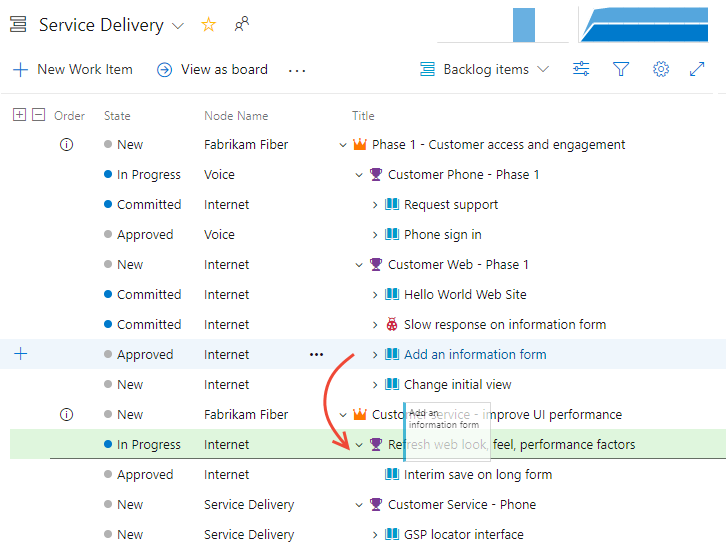 Service Delivery
New Work Item View as board ... Backlog items
Order State Node Name Title
New Fabrikam Fiber Phase 1 - Customer access and engagement
In Progress Voice Customer Phone - Phase 1
Committed Internet Request support
Approved Voice Phone sign in
New Internet Customer Web - Phase 1
Committed Internet Hello World Web Site
Committed Internet Slow response on information form
Approved Internet ... Add an information form
New Internet Change initial view
New Fabrikam Fiber Customer Service - improve UI performance
Add an
information form
In Progress Internet Refresh web look, feel, performance factors
Approved Internet Interim save on long form
New Service Delivery Customer Service - Phone
New Service Delivery GSP locator interface